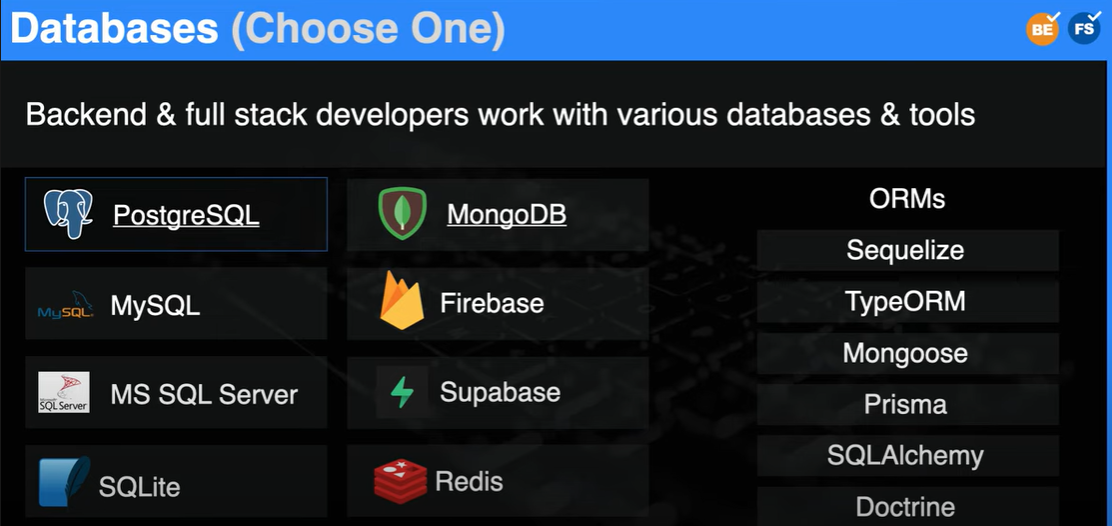 Databases (Choose One)
BE
FS
Backend & full stack developers work with various databases & tools
PostgreSQL
MongoDB
ORMs
Sequelize
MySQL
MySQL
Firebase
TypeORM
Mongoose
SQL Server
MS SQL Server
Supabase
Prisma
SQLAlchemy
SQLite
Redis
Doctrine